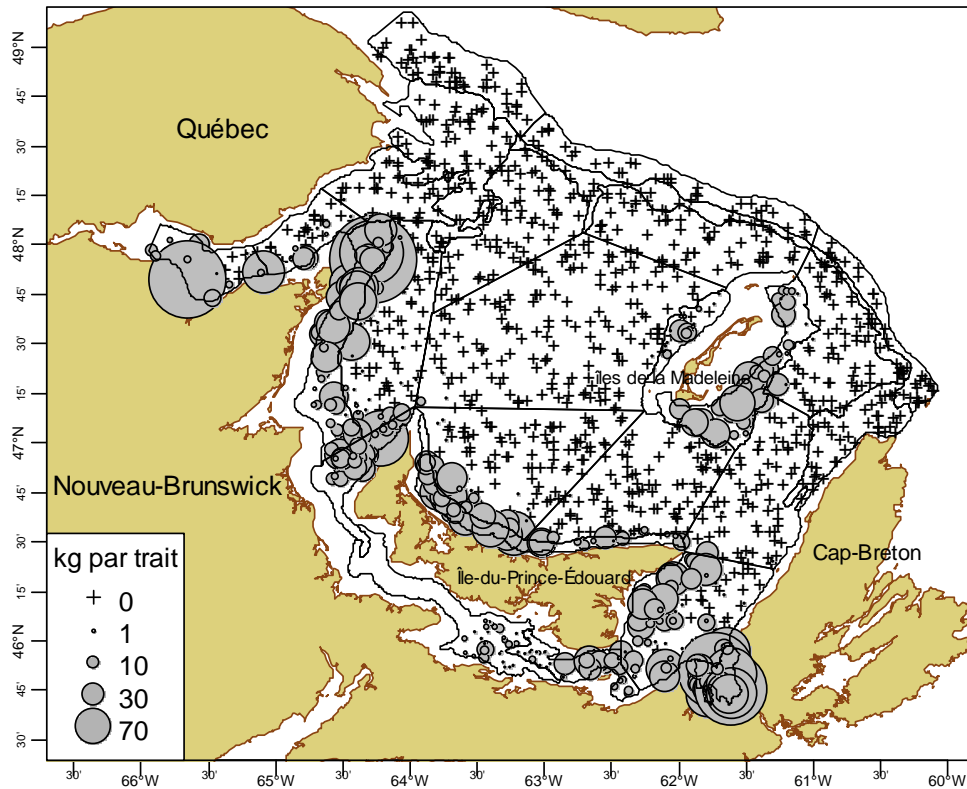 49°N
45'
30'
15'
48°N
45'
30'
15'
47°N
45'
30'
15'
46°N
45'
30'
Québec
îles de la Madeleine
Nouveau-Brunswick
Cap-Breton
Île-du-Prince-Édouard
kg par trait
0
1
10
30
70
30' 66°W 30' 65°W 30' 64°W 30' 63°W 30' 62°W 30' 61°W 30' 60°W